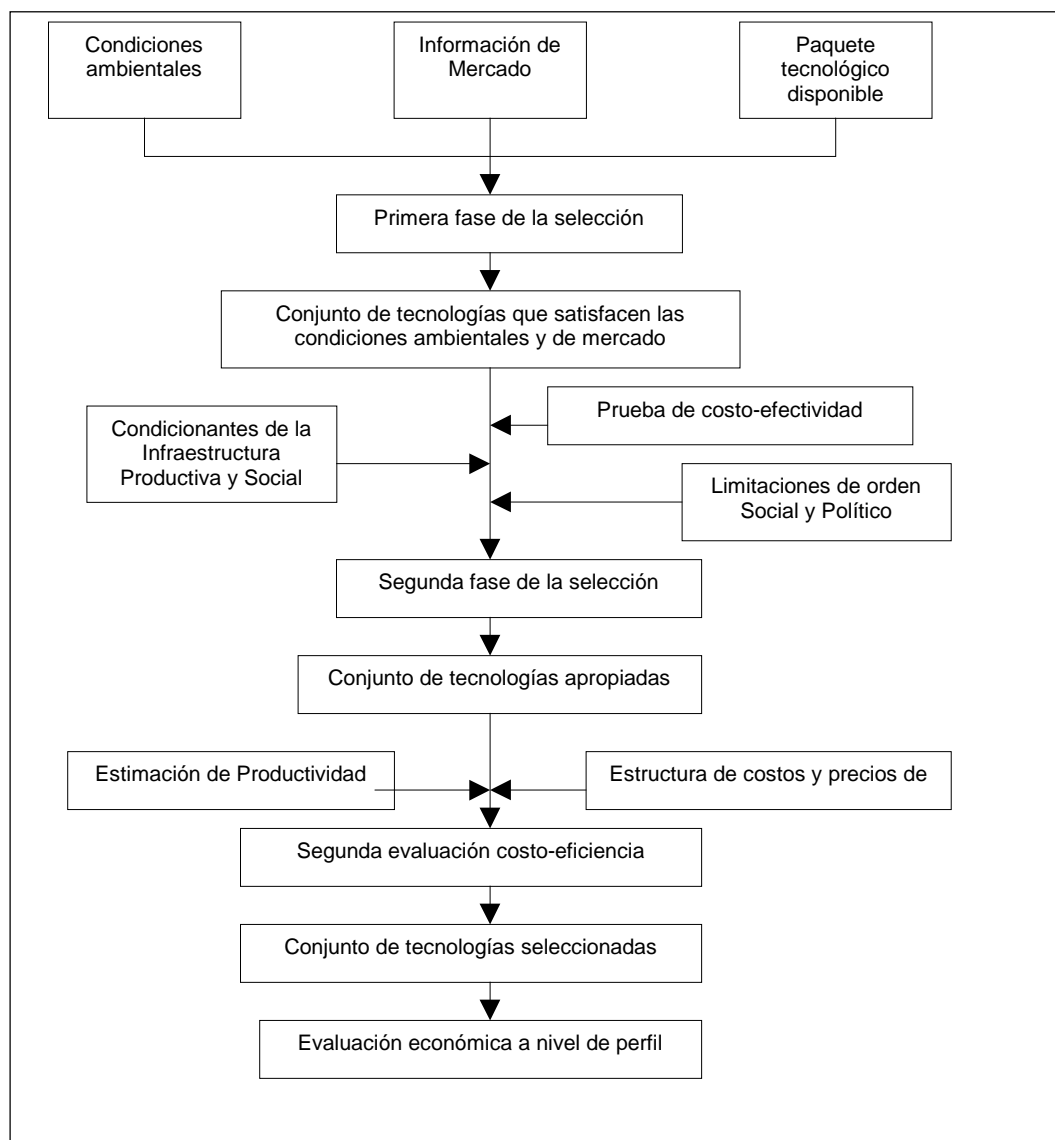 Condiciones
ambientales
Información de
Mercado
Paquete
tecnológico
disponible
Primera fase de la selección
Conjunto de tecnologías que satisfacen las
condiciones ambientales y de mercado
Prueba de costo-efectividad
Condicionantes de la
Infraestructura
Productiva y Social
Limitaciones de orden
Social y Político
Segunda fase de la selección
Conjunto de tecnologías apropiadas
Estimación de Productividad
Estructura de costos y precios de
Segunda evaluación costo-eficiencia
Conjunto de tecnologías seleccionadas
Evaluación económica a nivel de perfil